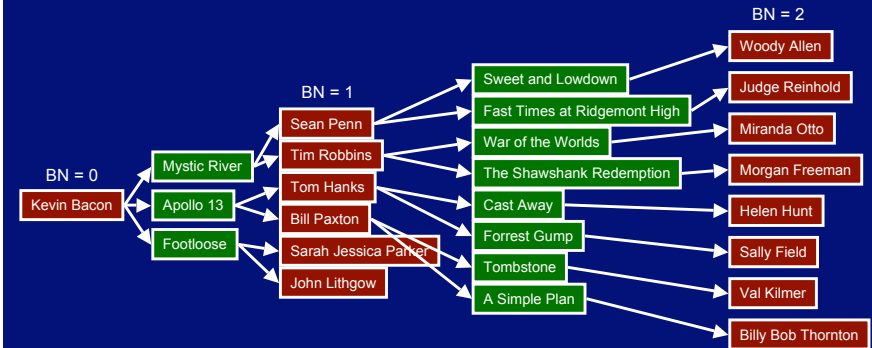 BN = 0
Kevin Bacon
Mystic River
Apollo 13
Footloose
BN = 1
Sean Penn
Tim Robbins
Tom Hanks
Bill Paxton
Sarah Jessica Parker
John Lithgow
Sweet and Lowdown
Fast Times at Ridgemont High
War of the Worlds
The Shawshank Redemption
Cast Away
Forrest Gump
Tombstone
A Simple Plan
BN = 2
Woody Allen
Judge Reinhold
Miranda Otto
Morgan Freeman
Helen Hunt
Sally Field
Val Kilmer
Billy Bob Thornton